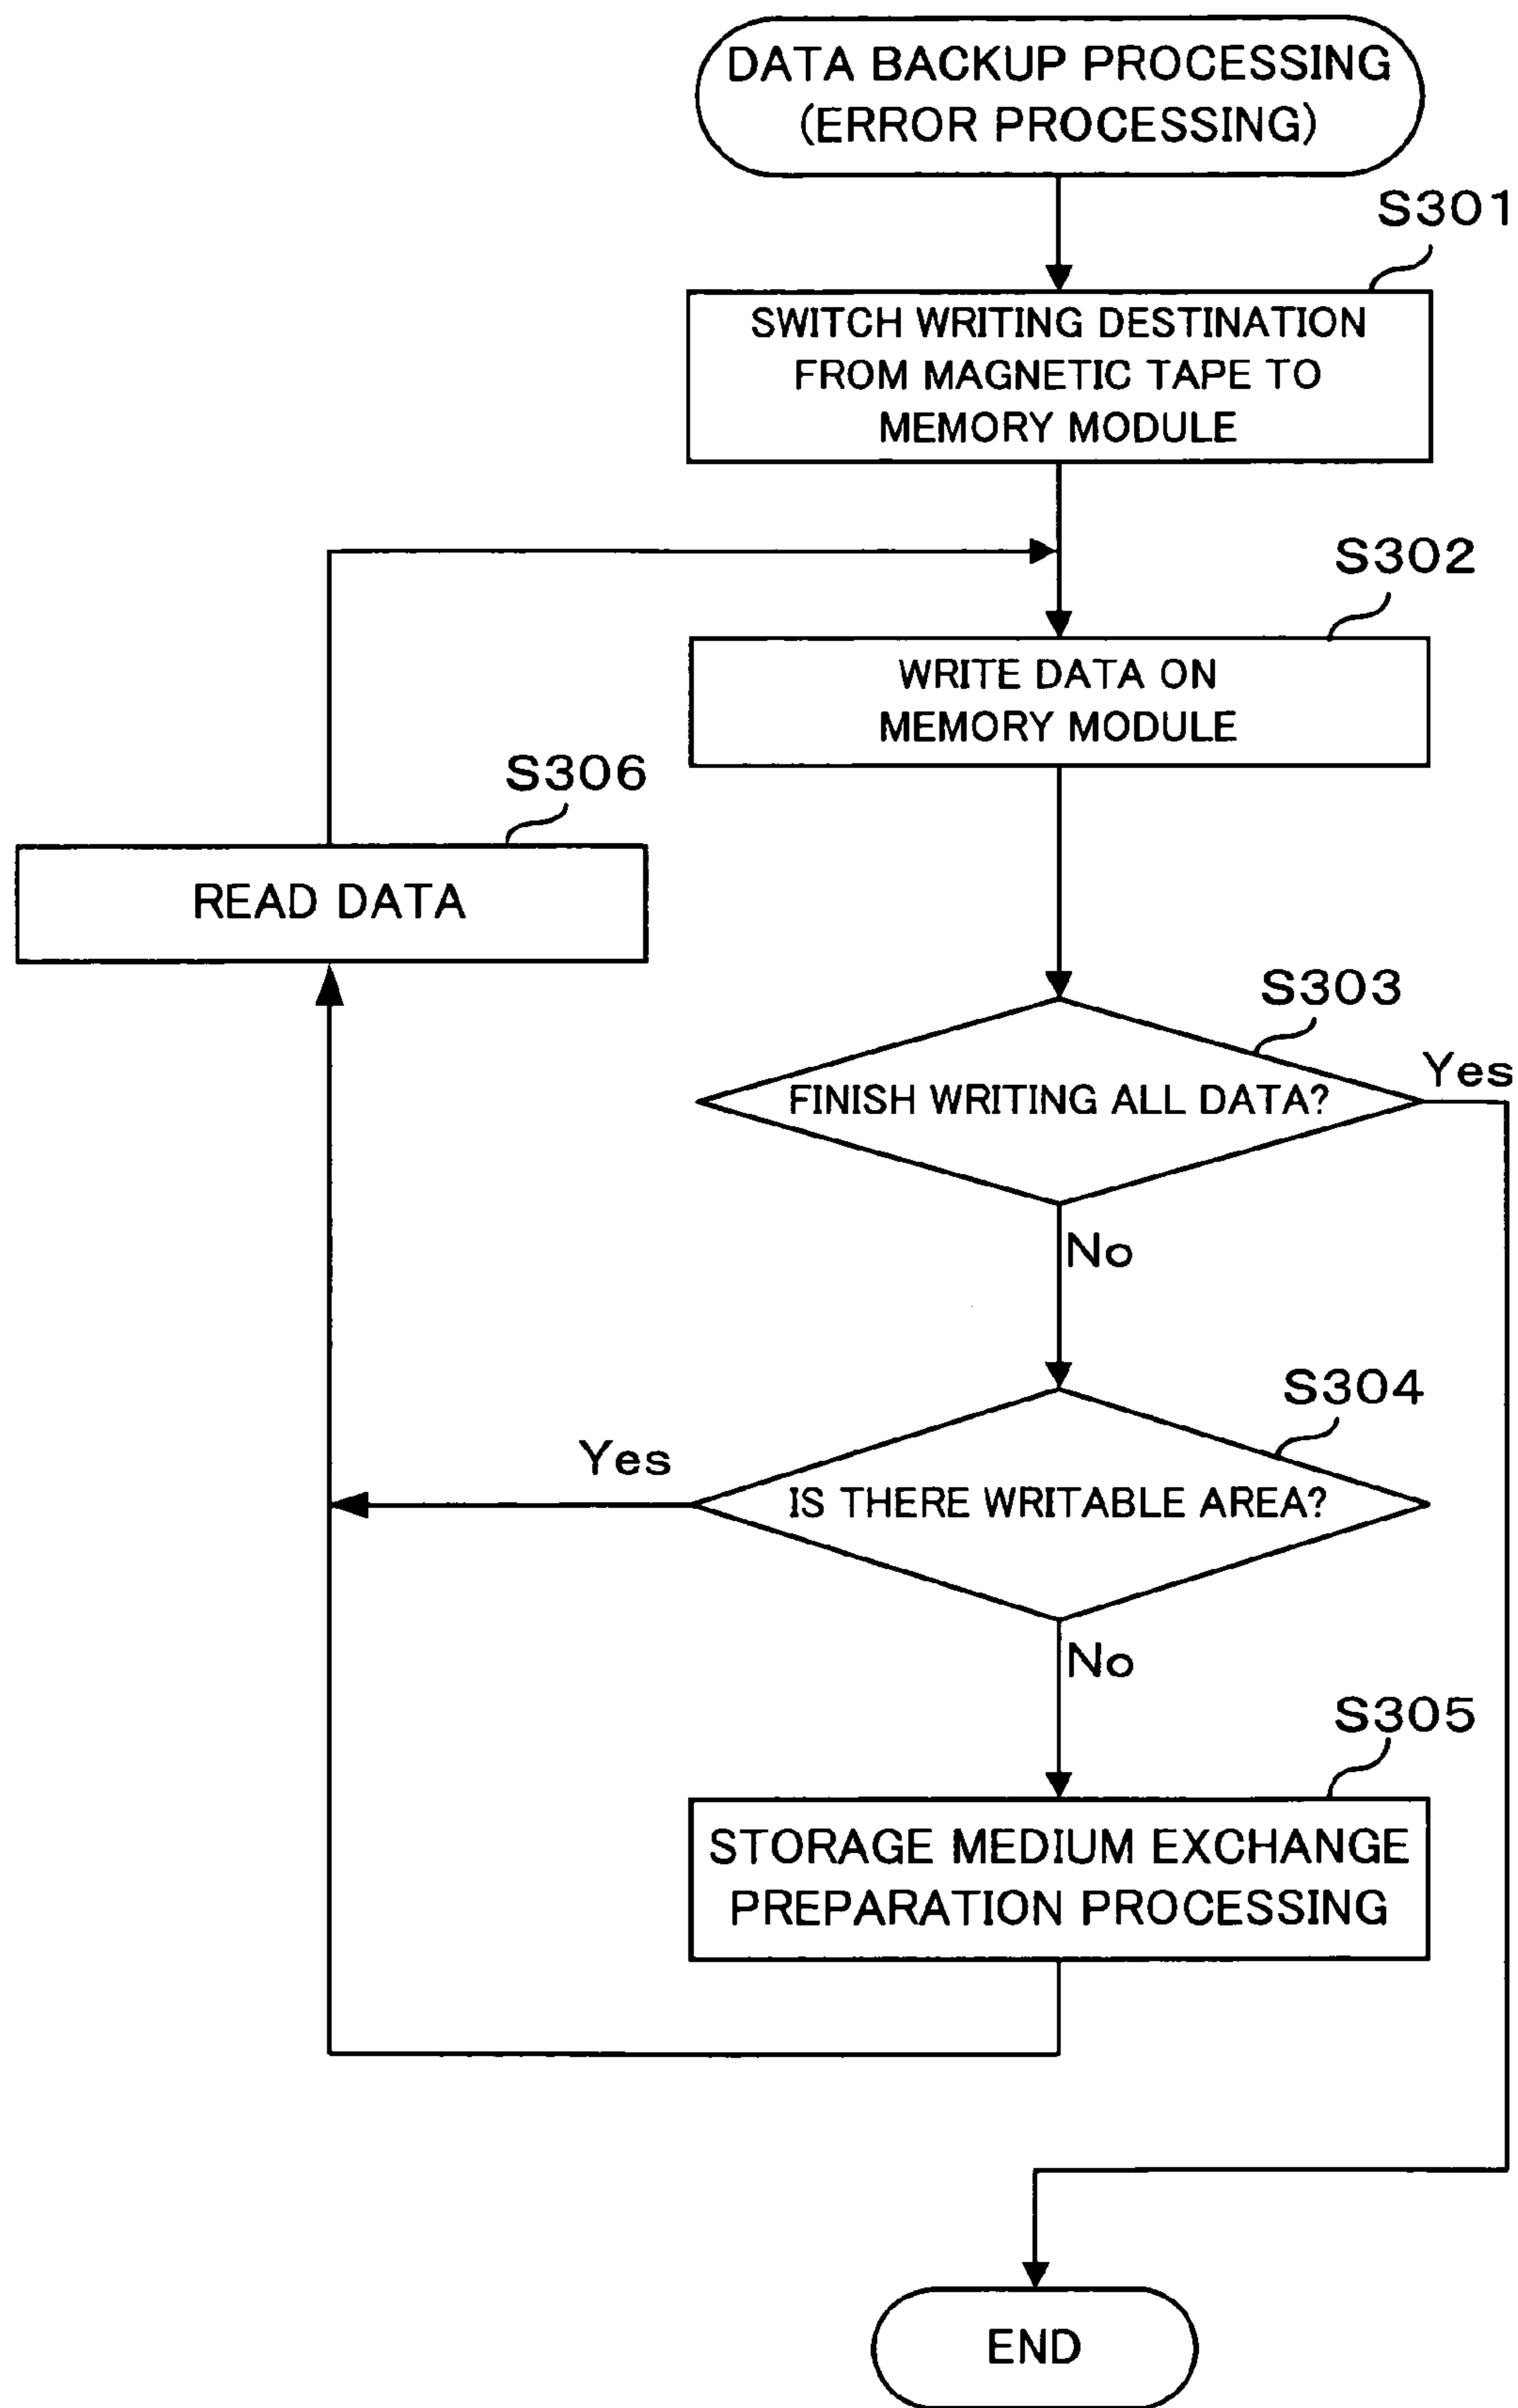 DATA BACKUP PROCESSING
(ERROR PROCESSING)
S301
SWITCH WRITING DESTINATION
FROM MAGNETIC TAPE TO
MEMORY MODULE
S302
WRITE DATA ON
MEMORY MODULE
S306
READ DATA
S303
FINISH WRITING ALL DATA?
Yes
No
S304
IS THERE WRITABLE AREA?
Yes
No
S305
STORAGE MEDIUM EXCHANGE
PREPARATION PROCESSING
END